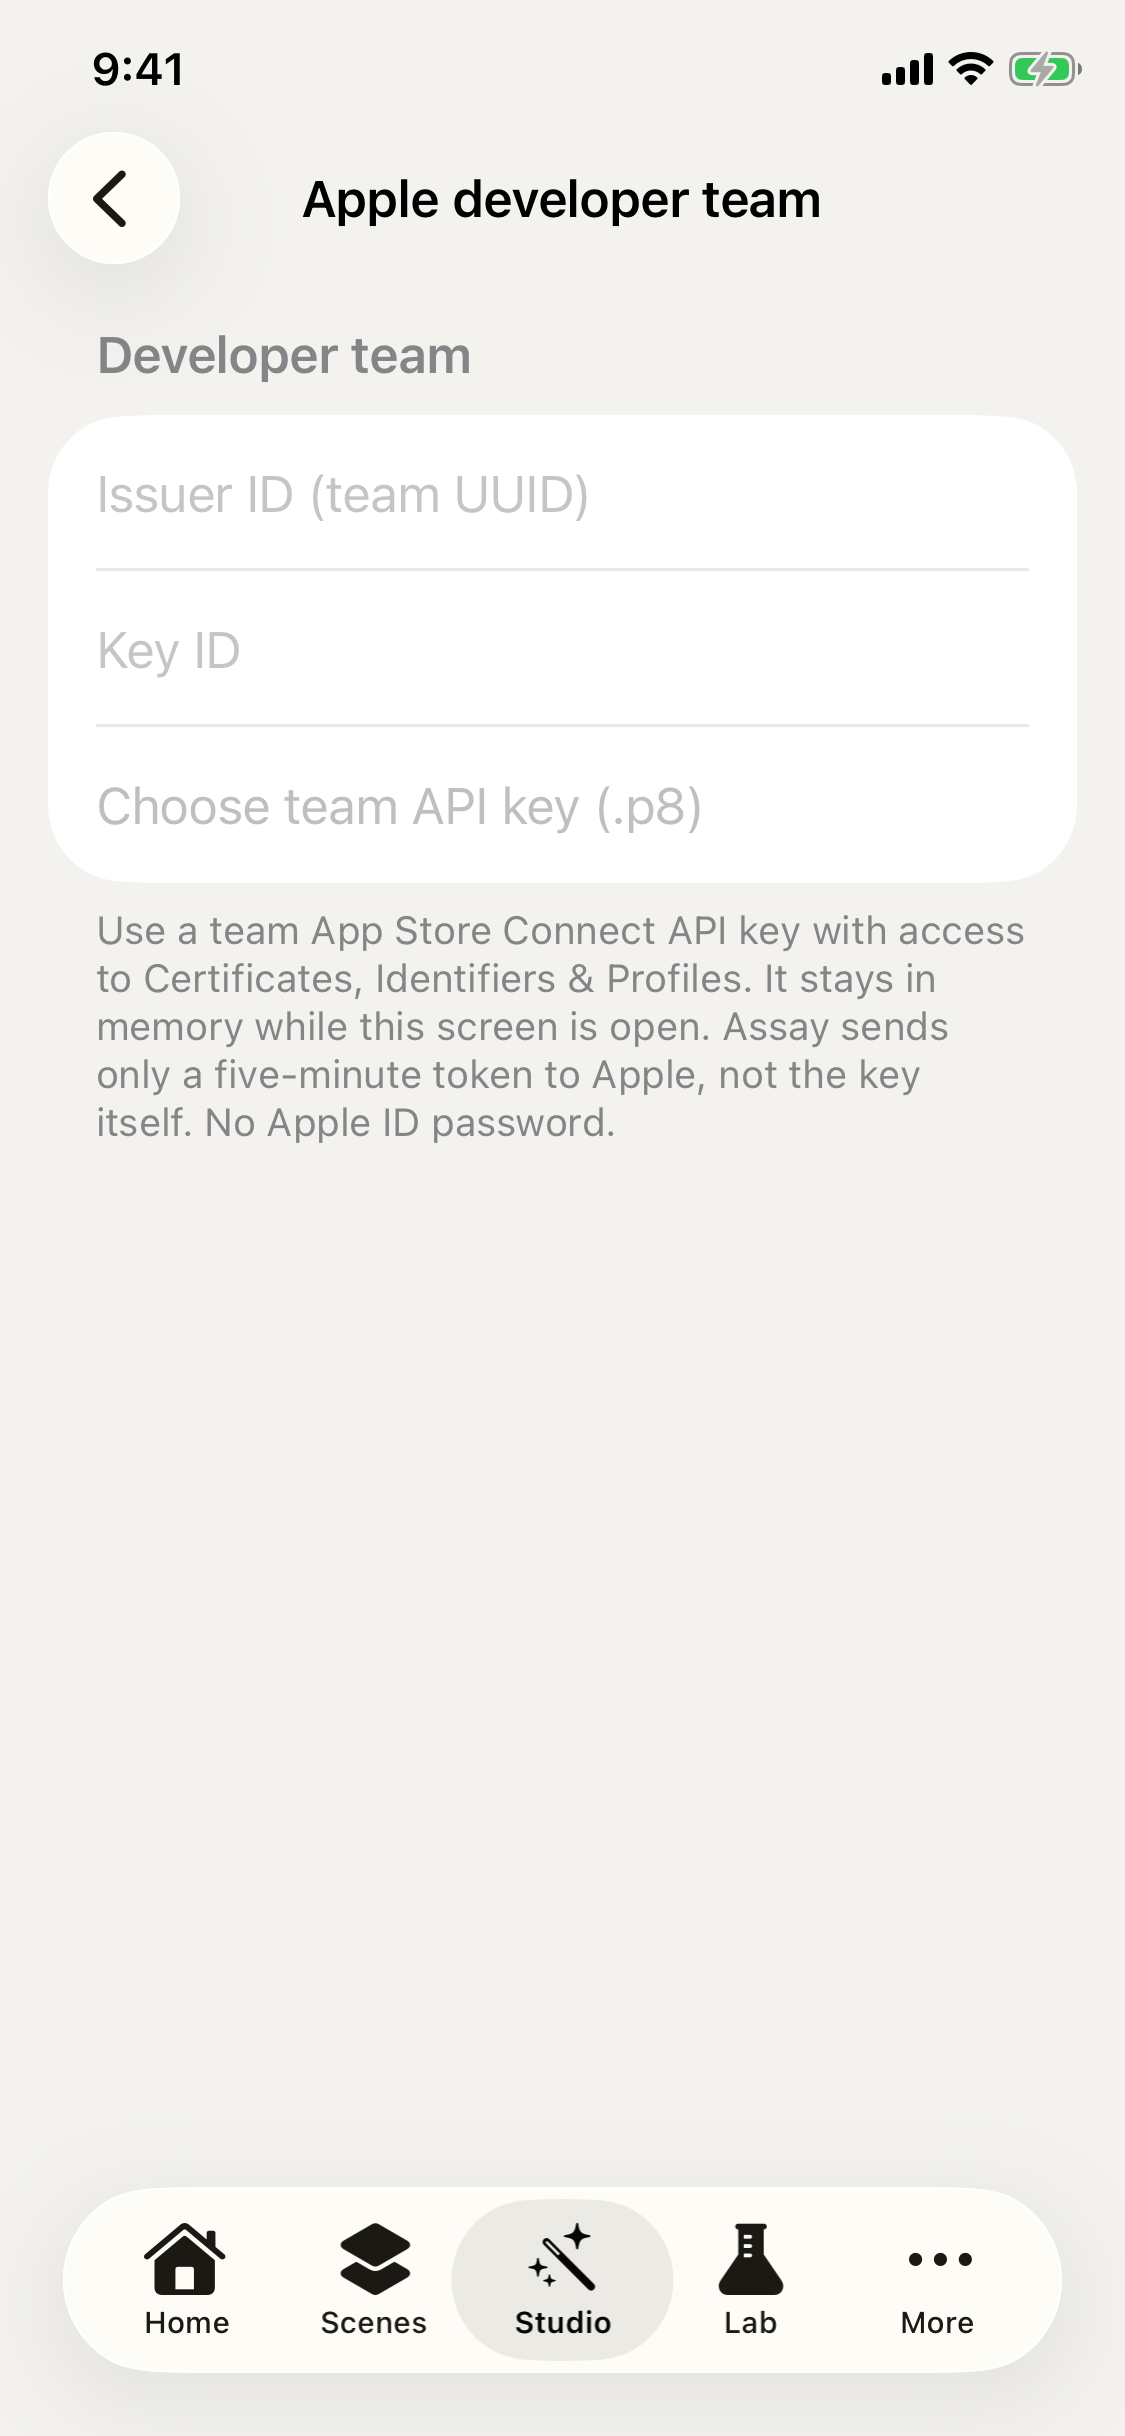 9:41
Apple developer team
Developer team
Issuer ID (team UUID)
Key ID
Choose team API key (.p8)
Use a team App Store Connect API key with access
to Certificates, Identifiers & Profiles. It stays in
memory while this screen is open. Assay sends
only a five-minute token to Apple, not the key
itself. No Apple ID password.
Home
Scenes
Studio
Lab
More